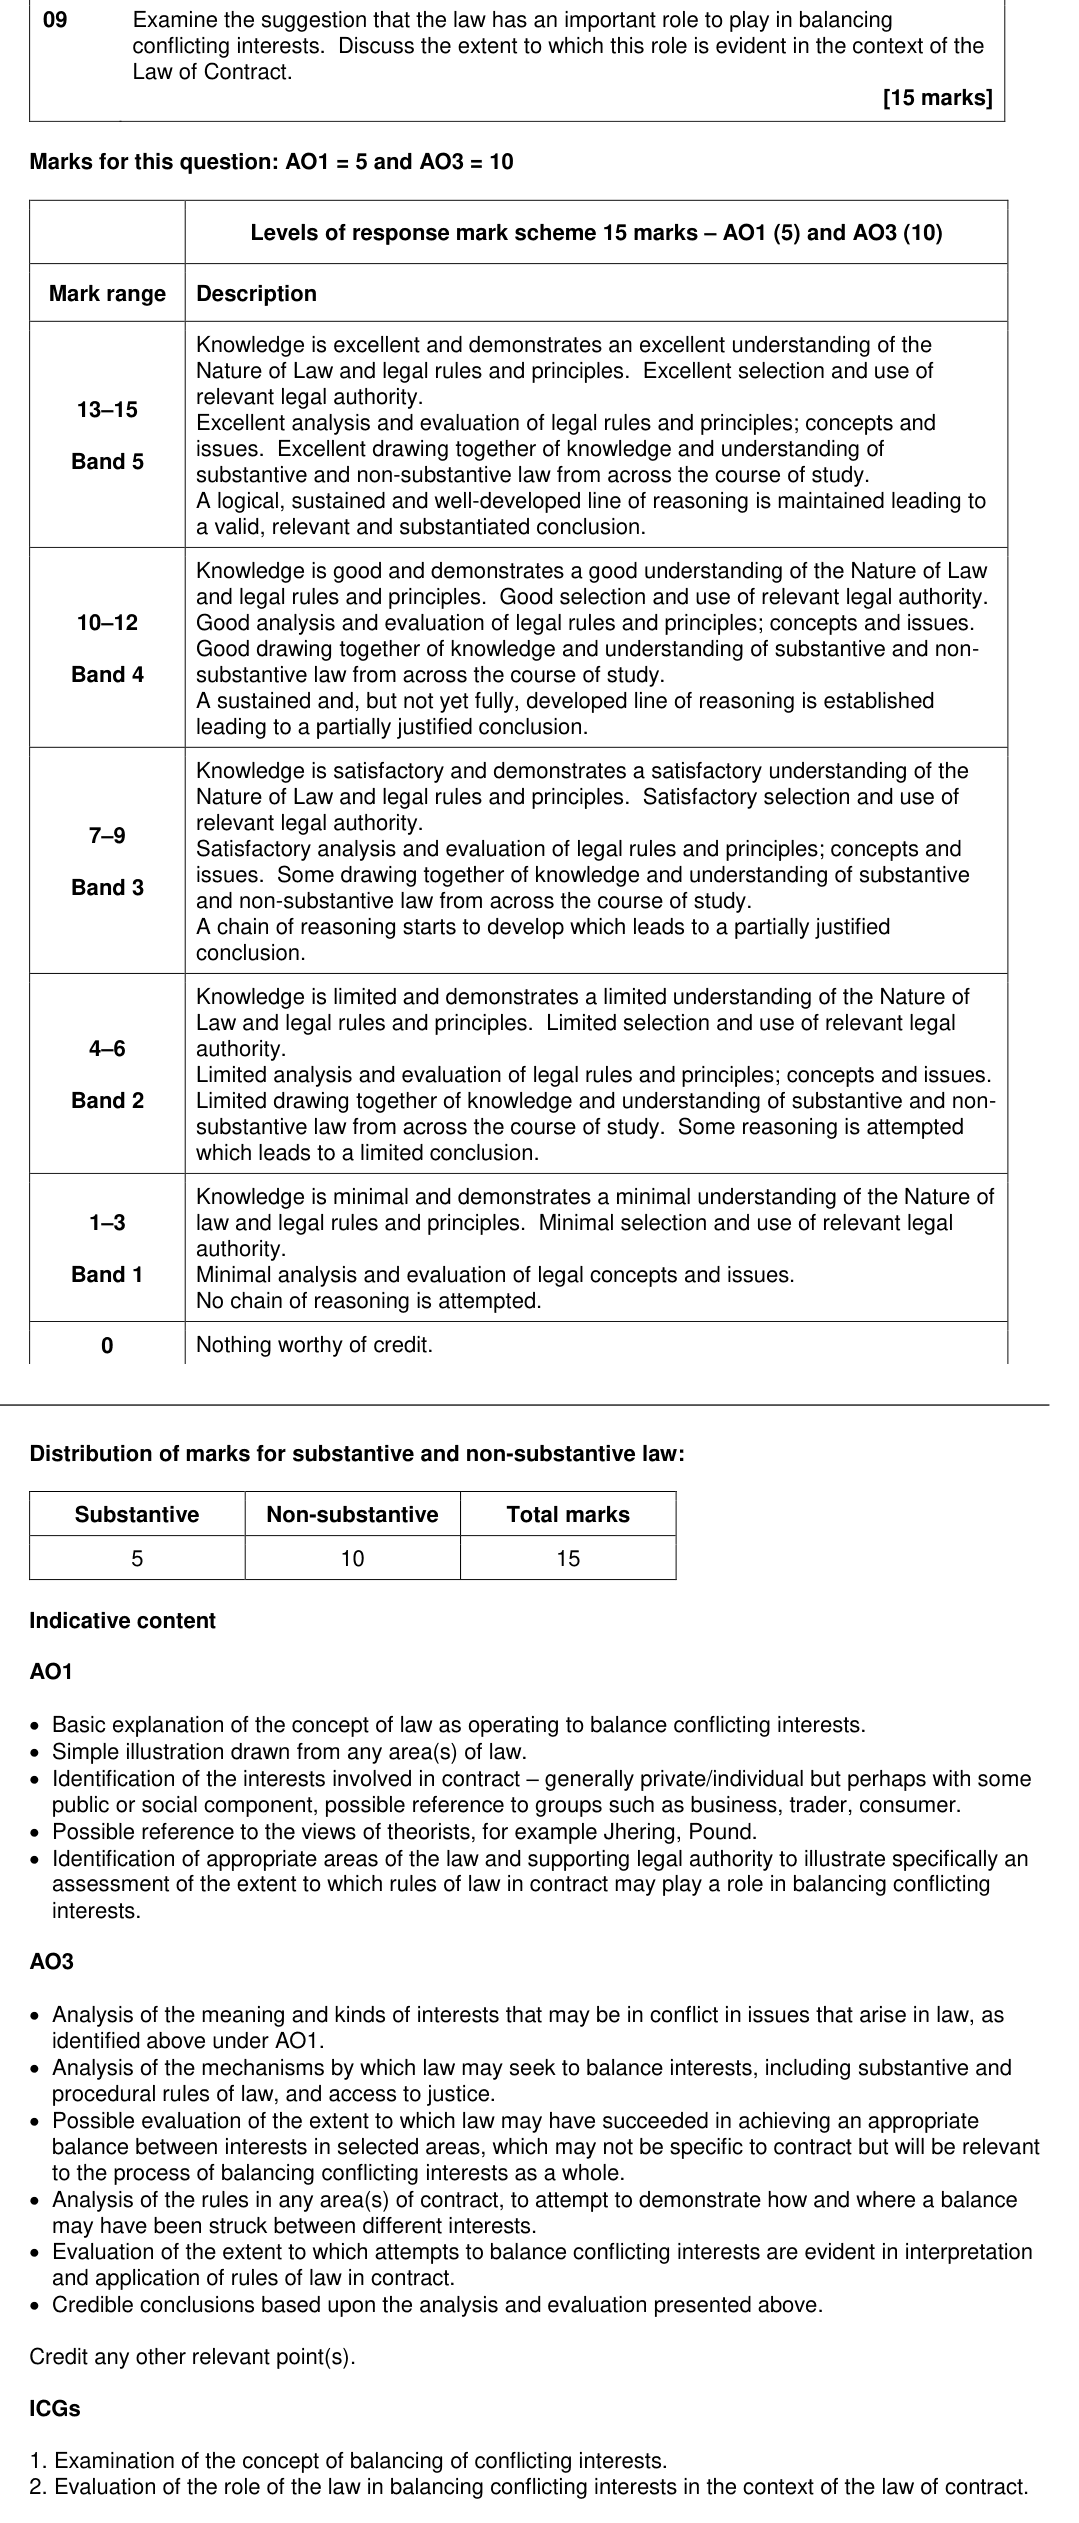 09
Examine the suggestion that the law has an important role to play in balancing
conflicting interests.  Discuss the extent to which this role is evident in the context of the
Law of Contract.
[15 marks]
Marks for this question: AO1 = 5 and AO3 = 10
Levels of response mark scheme 15 marks – AO1 (5) and AO3 (10)
Mark range
Description
13–15
Band 5
Knowledge is excellent and demonstrates an excellent understanding of the
Nature of Law and legal rules and principles.  Excellent selection and use of
relevant legal authority.
Excellent analysis and evaluation of legal rules and principles; concepts and
issues.  Excellent drawing together of knowledge and understanding of
substantive and non-substantive law from across the course of study.
A logical, sustained and well-developed line of reasoning is maintained leading to
a valid, relevant and substantiated conclusion.
10–12
Band 4
Knowledge is good and demonstrates a good understanding of the Nature of Law
and legal rules and principles.  Good selection and use of relevant legal authority.
Good analysis and evaluation of legal rules and principles; concepts and issues.
Good drawing together of knowledge and understanding of substantive and non-
substantive law from across the course of study.
A sustained and, but not yet fully, developed line of reasoning is established
leading to a partially justified conclusion.
7–9
Band 3
Knowledge is satisfactory and demonstrates a satisfactory understanding of the
Nature of Law and legal rules and principles.  Satisfactory selection and use of
relevant legal authority.
Satisfactory analysis and evaluation of legal rules and principles; concepts and
issues.  Some drawing together of knowledge and understanding of substantive
and non-substantive law from across the course of study.
A chain of reasoning starts to develop which leads to a partially justified
conclusion.
4–6
Band 2
Knowledge is limited and demonstrates a limited understanding of the Nature of
Law and legal rules and principles.  Limited selection and use of relevant legal
authority.
Limited analysis and evaluation of legal rules and principles; concepts and issues.
Limited drawing together of knowledge and understanding of substantive and non-
substantive law from across the course of study.  Some reasoning is attempted
which leads to a limited conclusion.
1–3
Band 1
Knowledge is minimal and demonstrates a minimal understanding of the Nature of
law and legal rules and principles.  Minimal selection and use of relevant legal
authority.
Minimal analysis and evaluation of legal concepts and issues.
No chain of reasoning is attempted.
0
Nothing worthy of credit.
Distribution of marks for substantive and non-substantive law:
Substantive
Non-substantive
Total marks
5
10
15
Indicative content
AO1
• Basic explanation of the concept of law as operating to balance conflicting interests.
• Simple illustration drawn from any area(s) of law.
• Identification of the interests involved in contract – generally private/individual but perhaps with some
public or social component, possible reference to groups such as business, trader, consumer.
• Possible reference to the views of theorists, for example Jhering, Pound.
• Identification of appropriate areas of the law and supporting legal authority to illustrate specifically an
assessment of the extent to which rules of law in contract may play a role in balancing conflicting
interests.
AO3
• Analysis of the meaning and kinds of interests that may be in conflict in issues that arise in law, as
identified above under AO1.
• Analysis of the mechanisms by which law may seek to balance interests, including substantive and
procedural rules of law, and access to justice.
• Possible evaluation of the extent to which law may have succeeded in achieving an appropriate
balance between interests in selected areas, which may not be specific to contract but will be relevant
to the process of balancing conflicting interests as a whole.
• Analysis of the rules in any area(s) of contract, to attempt to demonstrate how and where a balance
may have been struck between different interests.
• Evaluation of the extent to which attempts to balance conflicting interests are evident in interpretation
and application of rules of law in contract.
• Credible conclusions based upon the analysis and evaluation presented above.
Credit any other relevant point(s).
ICGs
1. Examination of the concept of balancing of conflicting interests.
2. Evaluation of the role of the law in balancing conflicting interests in the context of the law of contract.